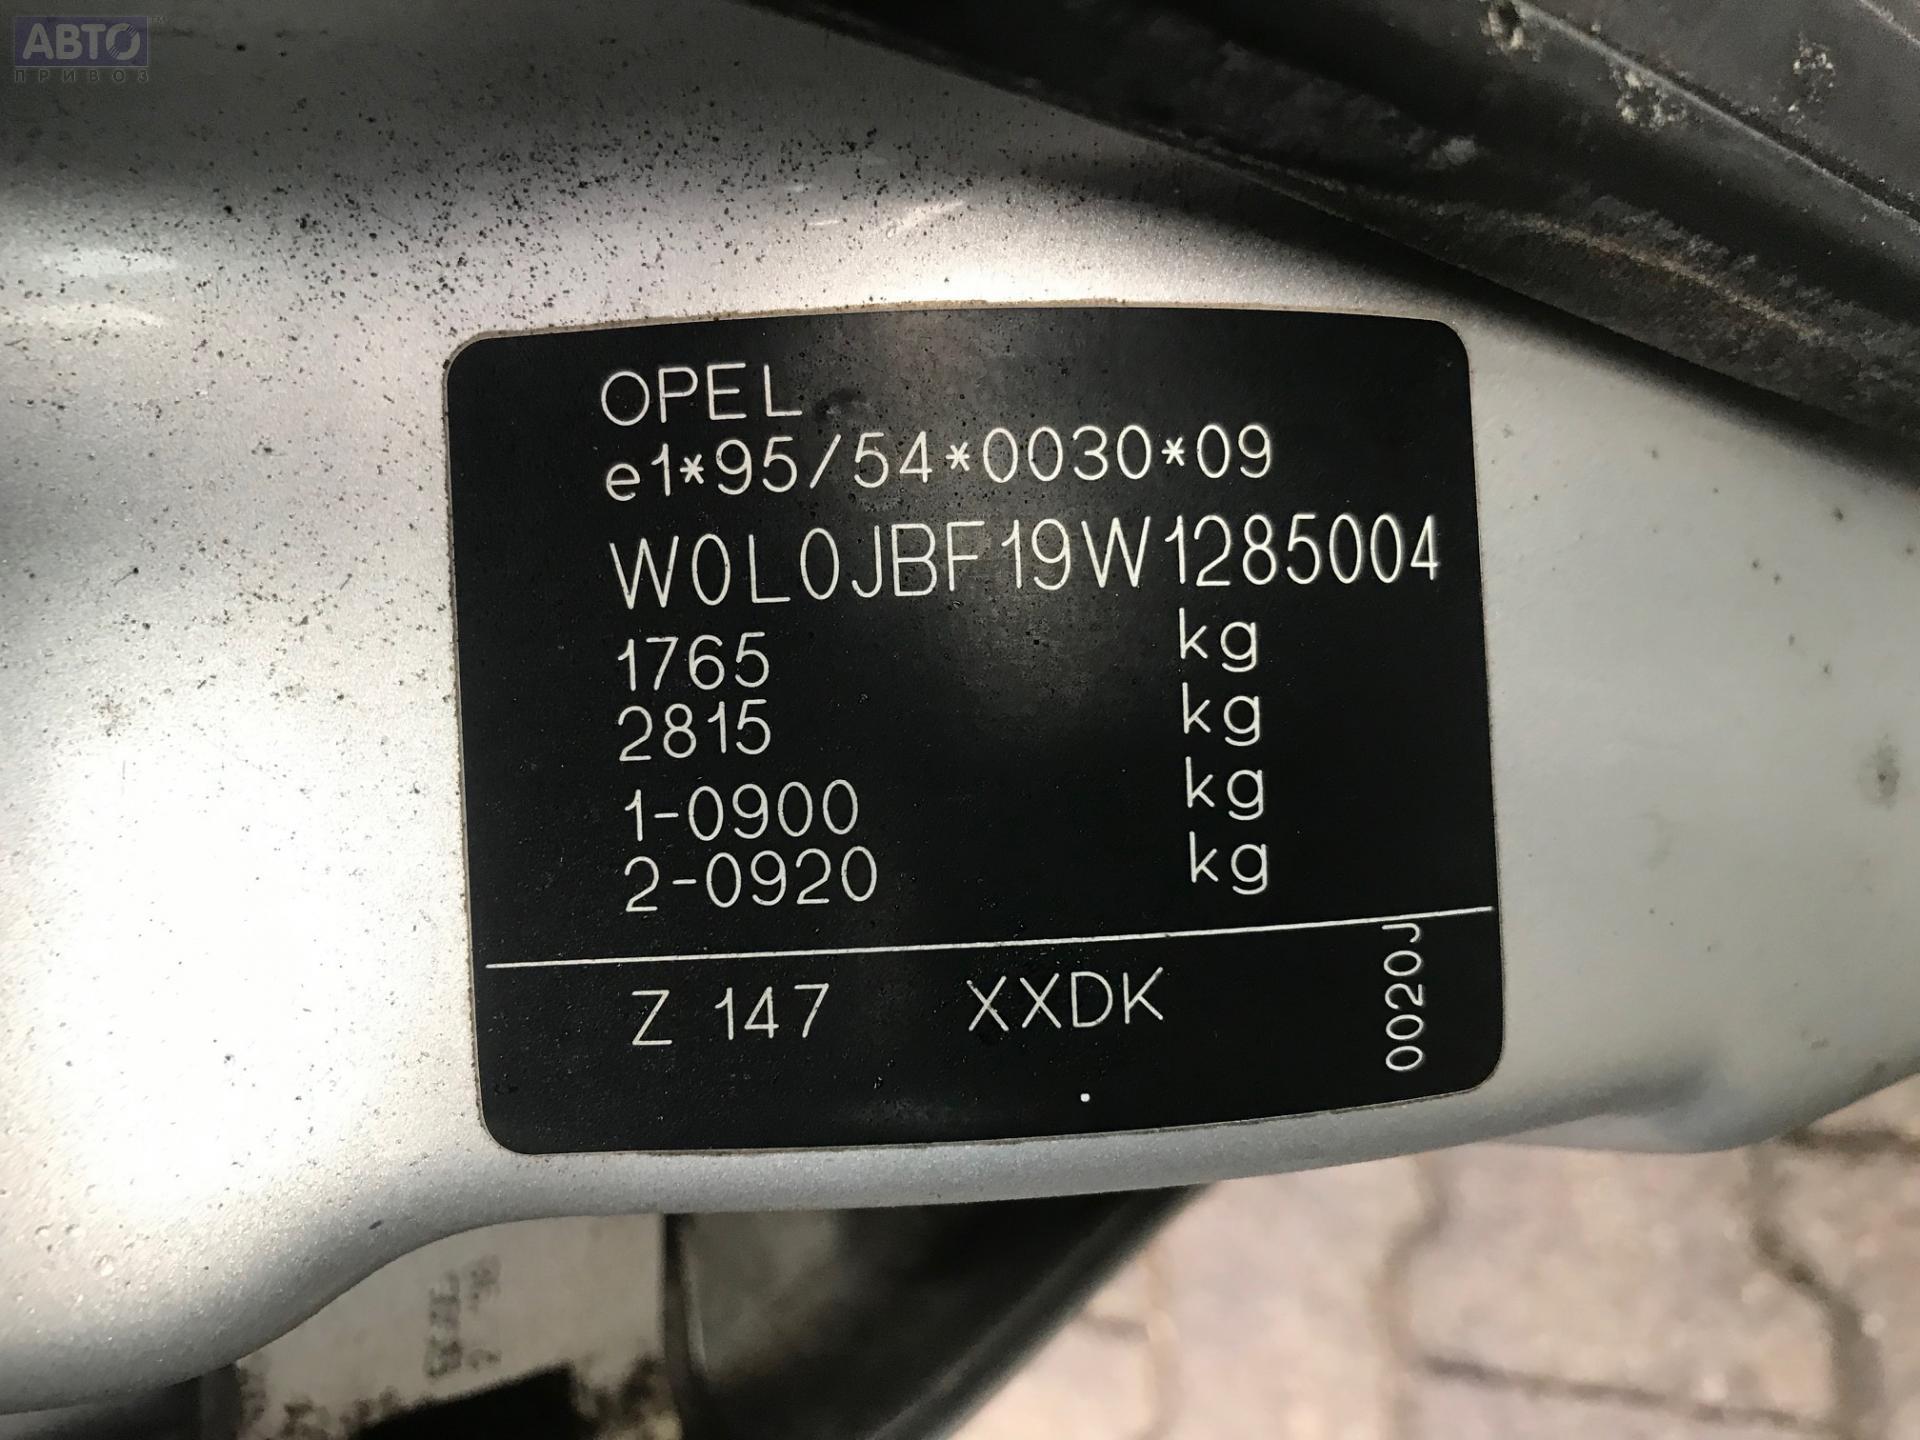 АВТО
ПРИВОЗ
OPEL
e1*95/54*0030*09
W0L0JBF19W1285004
1765 kg
2815 kg
1-0900 kg
2-0920 kg
Z 147 XXDK
0020J